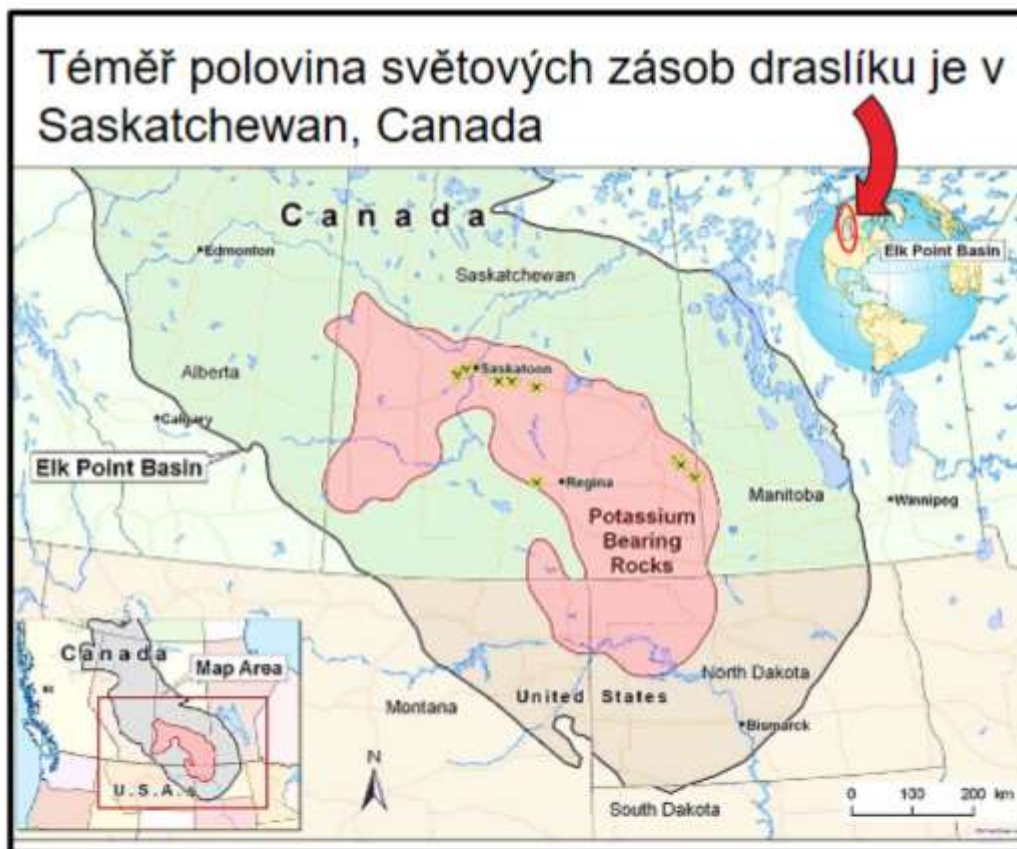 Téměř polovina světových zásob draslíku je v
Saskatchewan, Canada
Canada
Edmonton
Saskatchewan
Elk Point Basin
Alberta
Saskatoon
Calgary
Elk Point Basin
Regina
Manitoba
Winnipeg
Potassium
Bearing
Rocks
Canada
Map Area
U.S.A.
Montana
United States
North Dakota
Bismarck
N
South Dakota
0 100 200 km